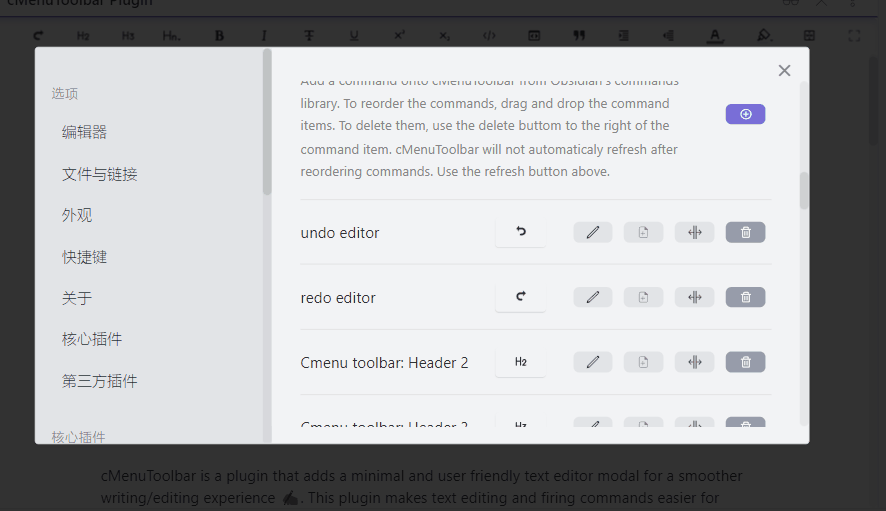 cMenuToolbar Plugin
H2 H3 Hn. B I T U X² X₂ </> A
选项
编辑器
文件与链接
外观
快捷键
关于
核心插件
第三方插件
核心插件
Add a command onto cMenuToolbar from Obsidian's commands
library. To reorder the commands, drag and drop the command
items. To delete them, use the delete buttom to the right of the
command item. cMenuToolbar will not automaticaly refresh after
reordering commands. Use the refresh button above.
undo editor
redo editor
Cmenu toolbar: Header 2 H2
Cmenu toolbar: Header 2 H3
cMenuToolbar is a plugin that adds a minimal and user friendly text editor modal for a smoother
writing/editing experience ✍. This plugin makes text editing and firing commands easier for